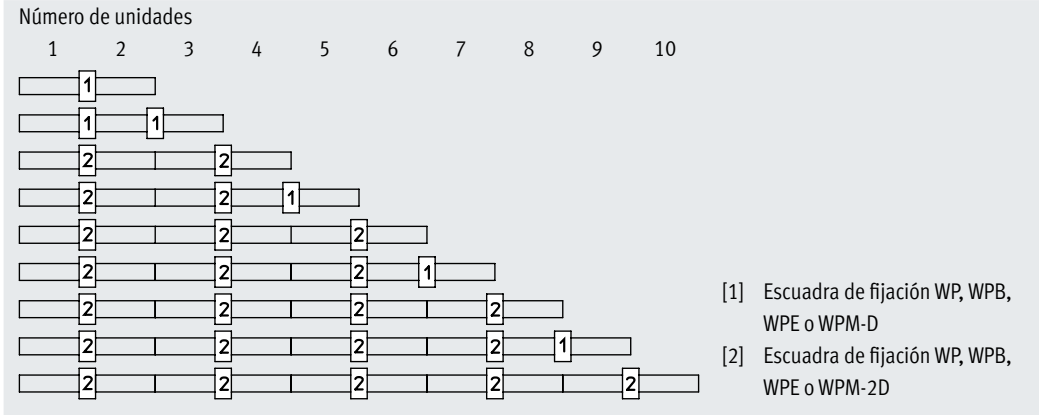 Número de unidades
1 2 3 4 5 6 7 8 9 10
1
1 1
2 2
2 2 1
2 2 2
2 2 2 1
2 2 2 2
2 2 2 2 1
2 2 2 2 2
[1] Escuadra de fijación WP, WPB,
WPE o WPM-D
[2] Escuadra de fijación WP, WPB,
WPE o WPM-2D